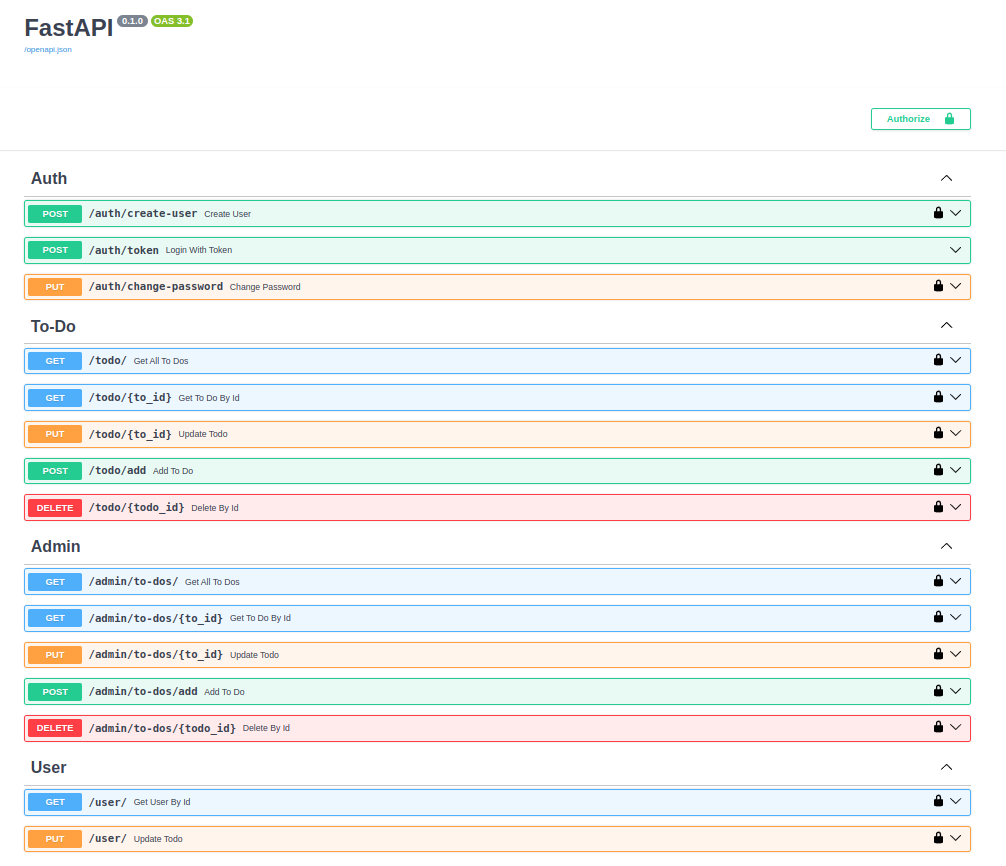 FastAPI 0.1.0 OAS 3.1
/openapi.json
Authorize
Auth
POST /auth/create-user Create User
POST /auth/token Login With Token
PUT /auth/change-password Change Password
To-Do
GET /todo/ Get All To Dos
GET /todo/{to_id} Get To Do By Id
PUT /todo/{to_id} Update Todo
POST /todo/add Add To Do
DELETE /todo/{todo_id} Delete By Id
Admin
GET /admin/to-dos/ Get All To Dos
GET /admin/to-dos/{to_id} Get To Do By Id
PUT /admin/to-dos/{to_id} Update Todo
POST /admin/to-dos/add Add To Do
DELETE /admin/to-dos/{todo_id} Delete By Id
User
GET /user/ Get User By Id
PUT /user/ Update Todo